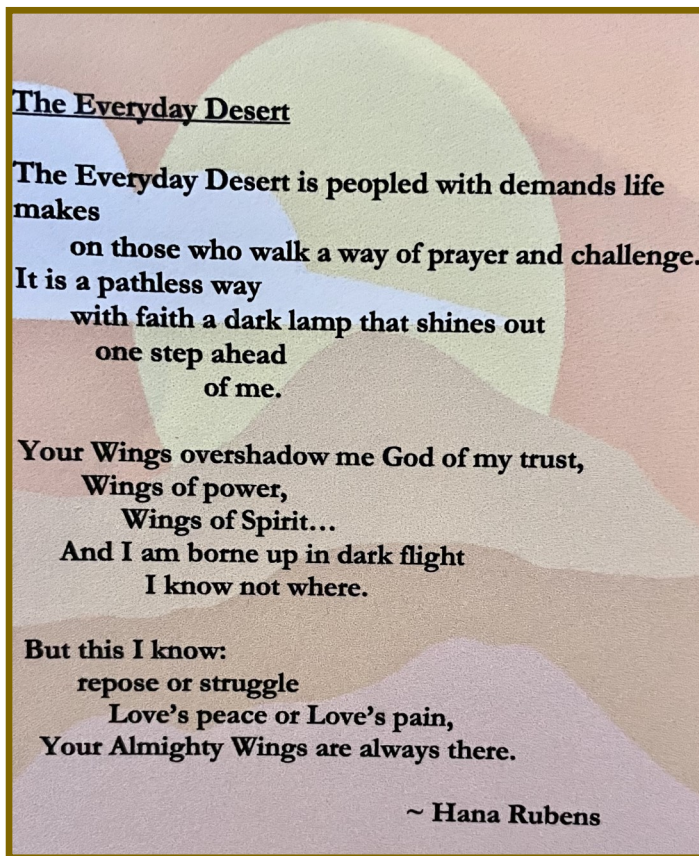 The Everyday Desert
The Everyday Desert is peopled with demands life
makes
on those who walk a way of prayer and challenge.
It is a pathless way
with faith a dark lamp that shines out
one step ahead
of me.
Your Wings overshadow me God of my trust,
Wings of power,
Wings of Spirit…
And I am borne up in dark flight
I know not where.
But this I know:
repose or struggle
Love’s peace or Love’s pain,
Your Almighty Wings are always there.
~ Hana Rubens